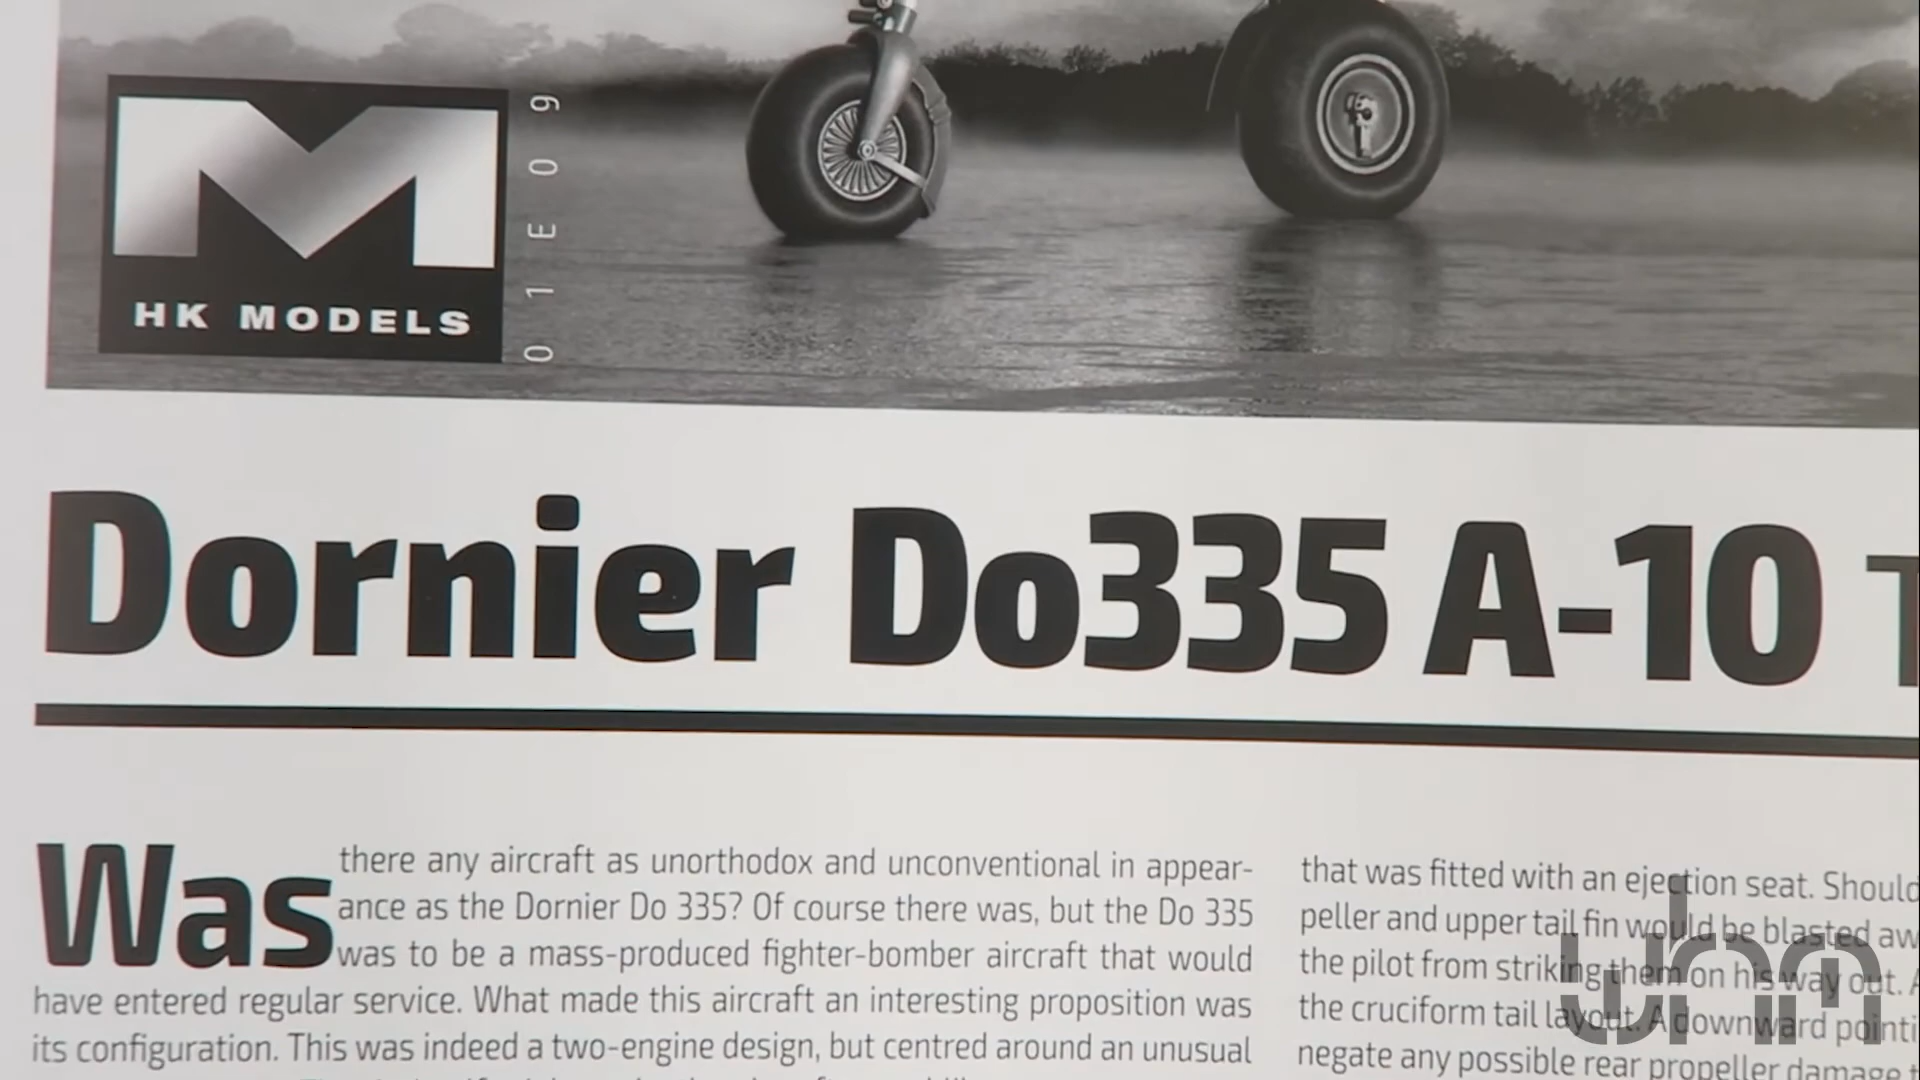 HK MODELS
01E09
Dornier Do335 A-10
Was there any aircraft as unorthodox and unconventional in appear-
ance as the Dornier Do 335? Of course there was, but the Do 335
was to be a mass-produced fighter-bomber aircraft that would
have entered regular service. What made this aircraft an interesting proposition was
its configuration. This was indeed a two-engine design, but centred around an unusual
that was fitted with an ejection seat. Should
peller and upper tail fin would be blasted
the pilot from striking them on his way out.
the cruciform tail layout. A downward
negate any possible rear propeller damage